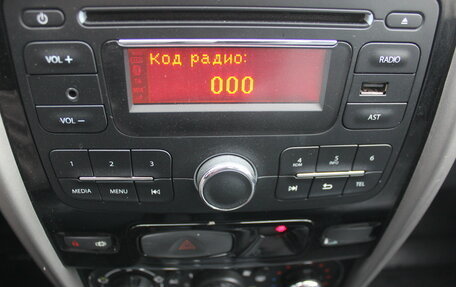 Код радио:
000
VOL +
RADIO
VOL –
AST
1 2 3
4 RDM 5 INFO 6
MEDIA MENU
TEL